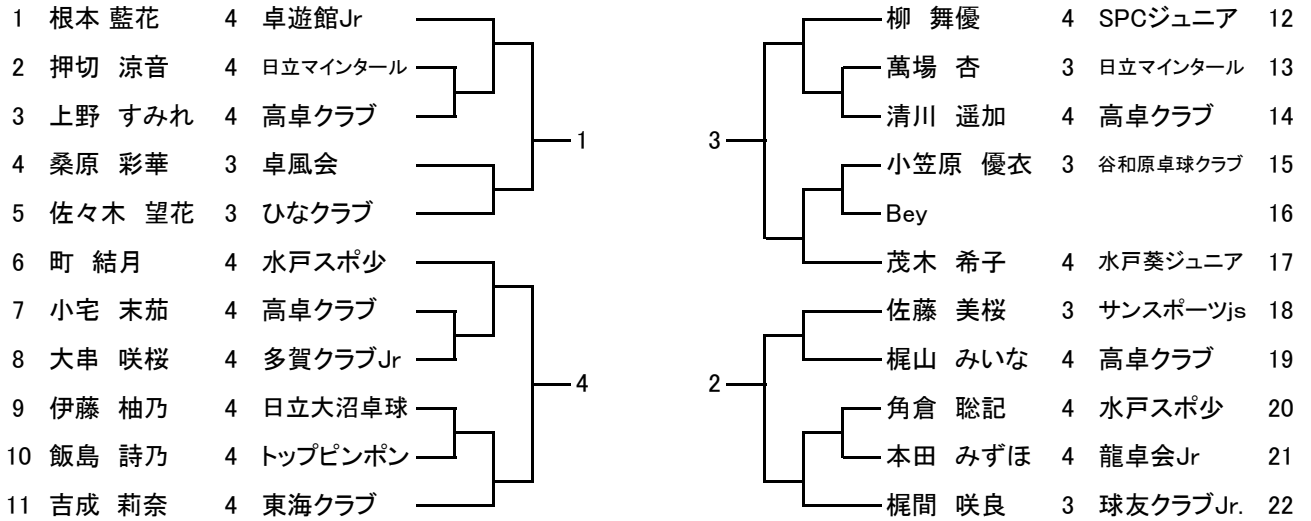 1 根本 藍花 4 卓遊館Jr
2 押切 涼音 4 日立マインタール
3 上野 すみれ 4 高卓クラブ
4 桑原 彩華 3 卓風会
5 佐々木 望花 3 ひなクラブ
6 町 結月 4 水戸スポ少
7 小宅 末茄 4 高卓クラブ
8 大串 咲桜 4 多賀クラブJr
9 伊藤 柚乃 4 日立大沼卓球
10 飯島 詩乃 4 トップピンポン
11 吉成 莉奈 4 東海クラブ
1
4
3
2
柳 舞優 4 SPCジュニア 12
萬場 杏 3 日立マインタール 13
清川 遥加 4 高卓クラブ 14
小笠原 優衣 3 谷和原卓球クラブ 15
Bey 16
茂木 希子 4 水戸葵ジュニア 17
佐藤 美桜 3 サンスポーツjs 18
梶山 みいな 4 高卓クラブ 19
角倉 聡記 4 水戸スポ少 20
本田 みずほ 4 龍卓会Jr 21
梶間 咲良 3 球友クラブJr. 22